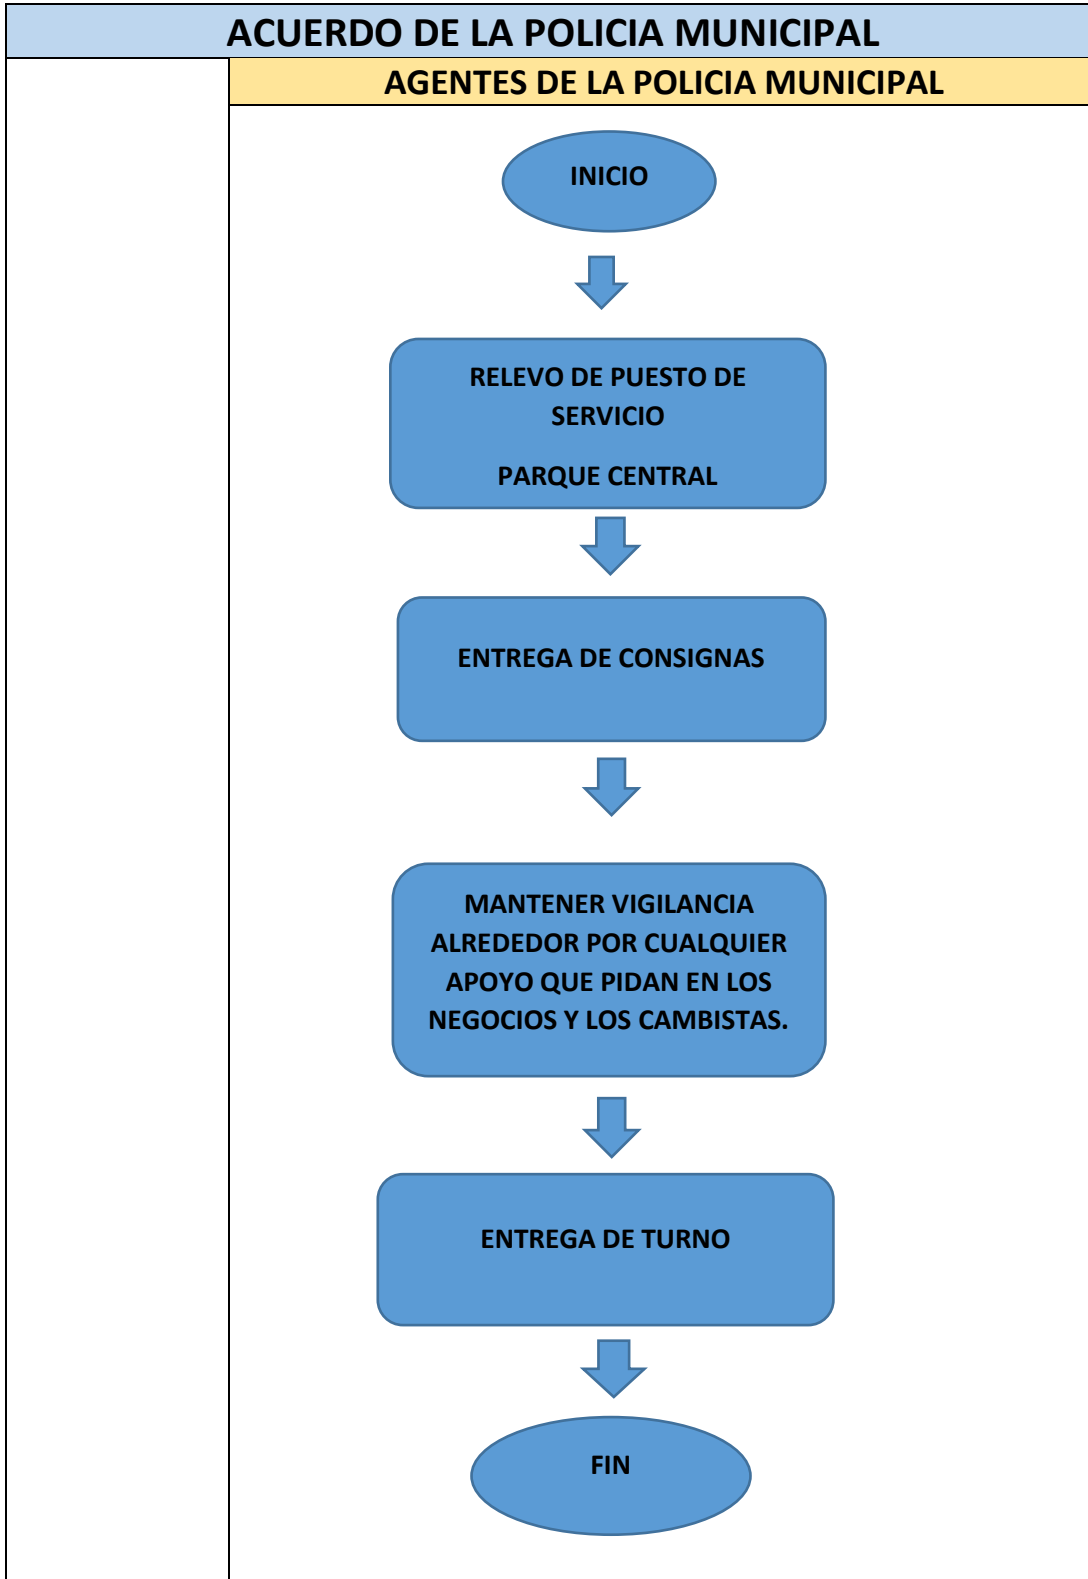 ACUERDO DE LA POLICIA MUNICIPAL
AGENTES DE LA POLICIA MUNICIPAL
INICIO
RELEVO DE PUESTO DE
SERVICIO
PARQUE CENTRAL
ENTREGA DE CONSIGNAS
MANTENER VIGILANCIA
ALREDEDOR POR CUALQUIER
APOYO QUE PIDAN EN LOS
NEGOCIOS Y LOS CAMBISTAS.
ENTREGA DE TURNO
FIN